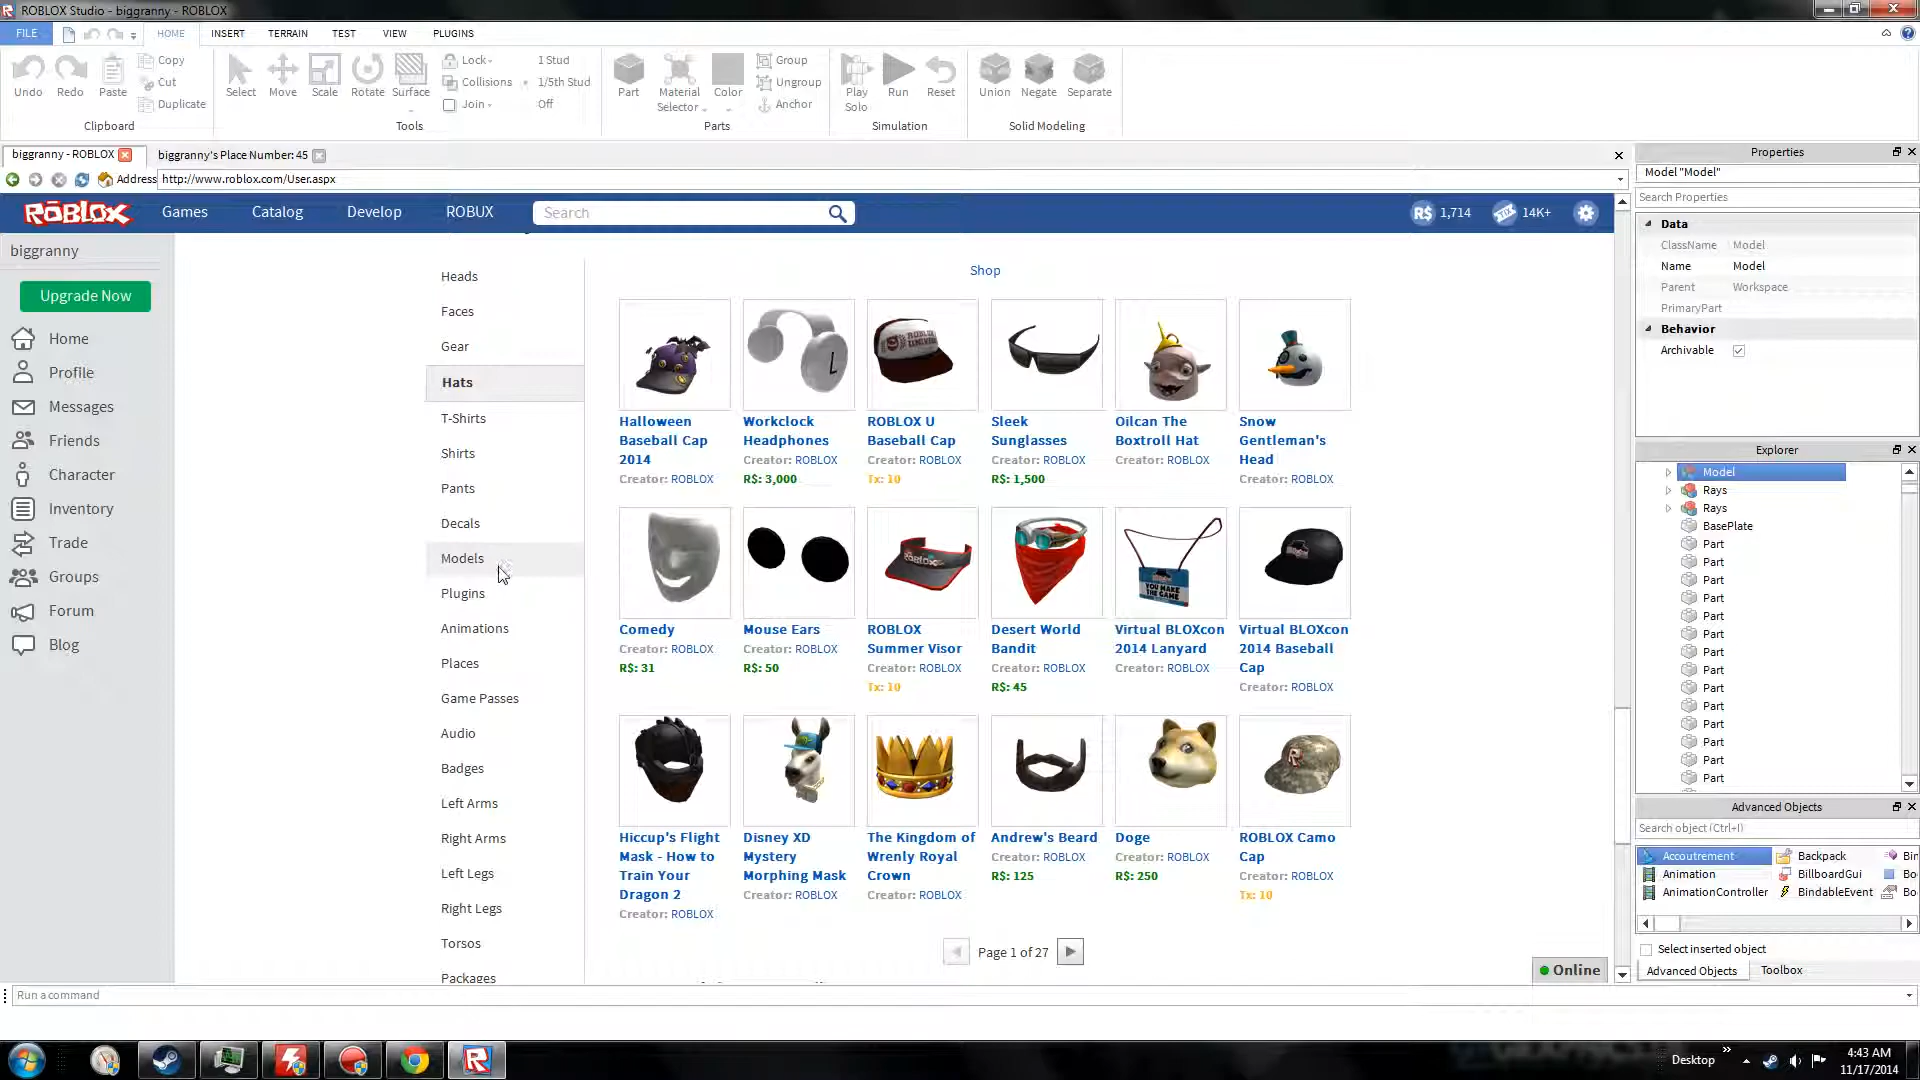 ROBLOX Studio - biggranny - ROBLOX
FILE
HOME
INSERT
TERRAIN
TEST
VIEW
PLUGINS
Undo
Redo
Paste
Copy
Cut
Duplicate
Clipboard
Select
Move
Scale
Rotate
Surface
Lock
Collisions
Join
1 Stud
1/5th Stud
Off
Tools
Part
Material Selector
Color
Group
Ungroup
Anchor
Parts
Play Solo
Run
Reset
Simulation
Union
Negate
Separate
Solid Modeling
biggranny - ROBLOX
biggranny's Place Number: 45
Address
http://www.roblox.com/User.aspx
ROBLOX
Games
Catalog
Develop
ROBUX
Search
R$ 1,714
TIX 14K+
biggranny
Upgrade Now
Home
Profile
Messages
Friends
Character
Inventory
Trade
Groups
Forum
Blog
Heads
Faces
Gear
Hats
T-Shirts
Shirts
Pants
Decals
Models
Plugins
Animations
Places
Game Passes
Audio
Badges
Left Arms
Right Arms
Left Legs
Right Legs
Torsos
Packages
Shop
Halloween
Baseball Cap
2014
Creator: ROBLOX
Workclock
Headphones
Creator: ROBLOX
R$: 3,000
ROBLOX U
Baseball Cap
Creator: ROBLOX
Tx: 10
Sleek
Sunglasses
Creator: ROBLOX
R$: 1,500
Oilcan The
Boxtroll Hat
Creator: ROBLOX
Snow
Gentleman's
Head
Creator: ROBLOX
Comedy
Creator: ROBLOX
R$: 31
Mouse Ears
Creator: ROBLOX
R$: 50
ROBLOX
Summer Visor
Creator: ROBLOX
Tx: 10
Desert World
Bandit
Creator: ROBLOX
R$: 45
YOU MAKE
THE GAME
Virtual BLOXcon
2014 Lanyard
Creator: ROBLOX
Virtual BLOXcon
2014 Baseball
Cap
Creator: ROBLOX
Hiccup's Flight
Mask - How to
Train Your
Dragon 2
Creator: ROBLOX
Disney XD
Mystery
Morphing Mask
Creator: ROBLOX
The Kingdom of
Wrenly Royal
Crown
Creator: ROBLOX
Andrew's Beard
Creator: ROBLOX
R$: 125
Doge
Creator: ROBLOX
R$: 250
ROBLOX Camo
Cap
Creator: ROBLOX
Tx: 10
Page 1 of 27
Online
Properties
Model "Model"
Search Properties
Data
ClassName Model
Name Model
Parent Workspace
PrimaryPart
Behavior
Archivable
Explorer
Model
Rays
Rays
BasePlate
Part
Part
Part
Part
Part
Part
Part
Part
Part
Part
Part
Part
Part
Part
Advanced Objects
Search object (Ctrl+I)
Accoutrement
Backpack
Bin
Animation
BillboardGui
Bo
AnimationController
BindableEvent
Bo
Select inserted object
Advanced Objects
Toolbox
Run a command
Desktop
4:43 AM
11/17/2014